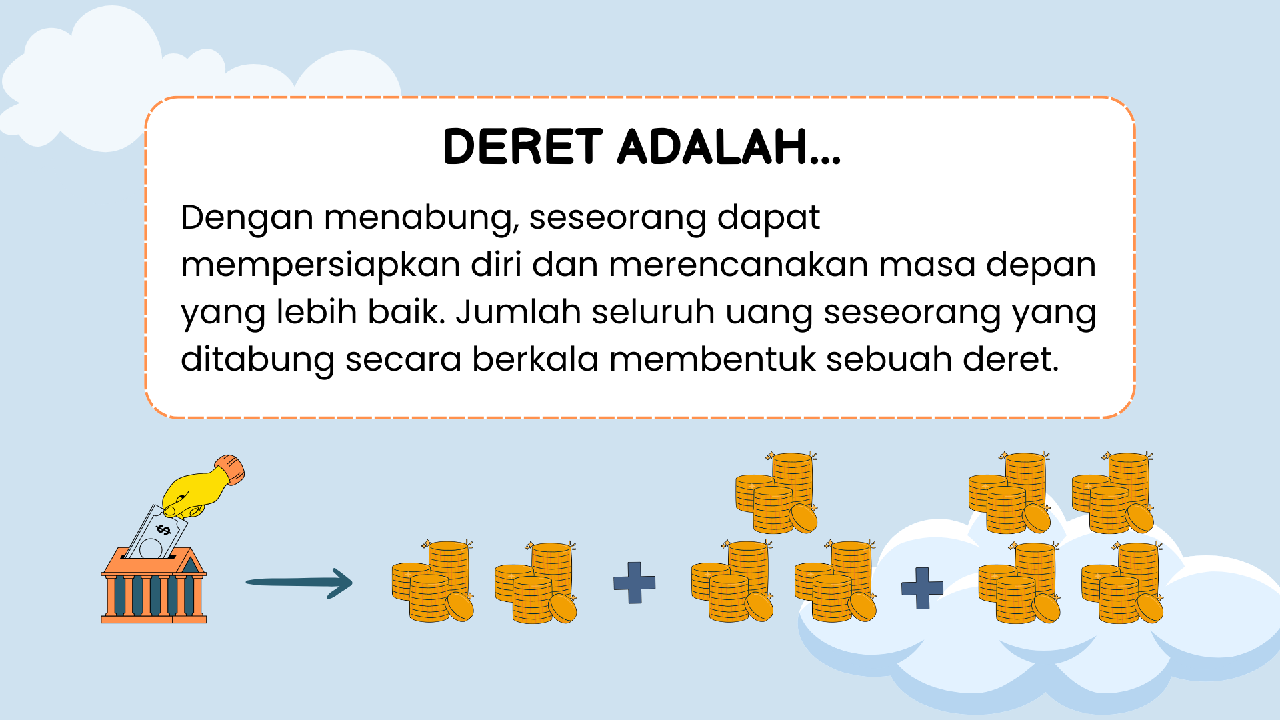 DERET ADALAH...
Dengan menabung, seseorang dapat
mempersiapkan diri dan merencanakan masa depan
yang lebih baik. Jumlah seluruh uang seseorang yang
ditabung secara berkala membentuk sebuah deret.
$